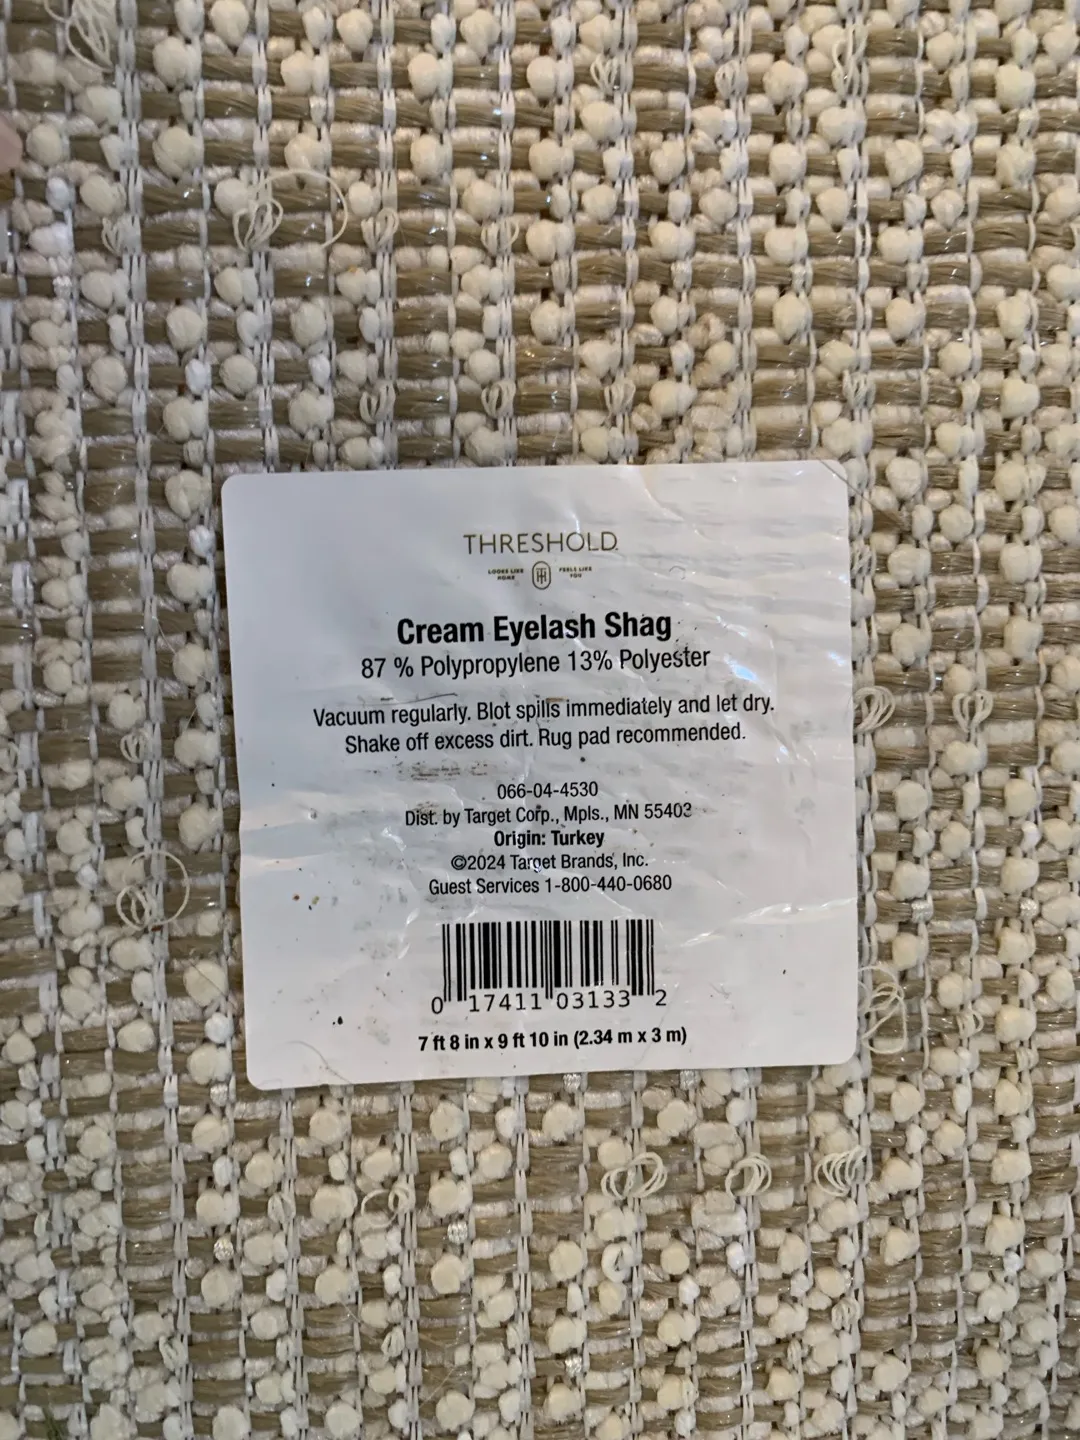 THRESHOLD
LOOKS LIKE HOME
FEELS LIKE YOU
Cream Eyelash Shag
87 % Polypropylene 13% Polyester
Vacuum regularly. Blot spills immediately and let dry.
Shake off excess dirt. Rug pad recommended.
066-04-4530
Dist. by Target Corp., Mpls., MN 55403
Origin: Turkey
©2024 Target Brands, Inc.
Guest Services 1-800-440-0680
0 17411 03133 2
7 ft 8 in x 9 ft 10 in (2.34 m x 3 m)